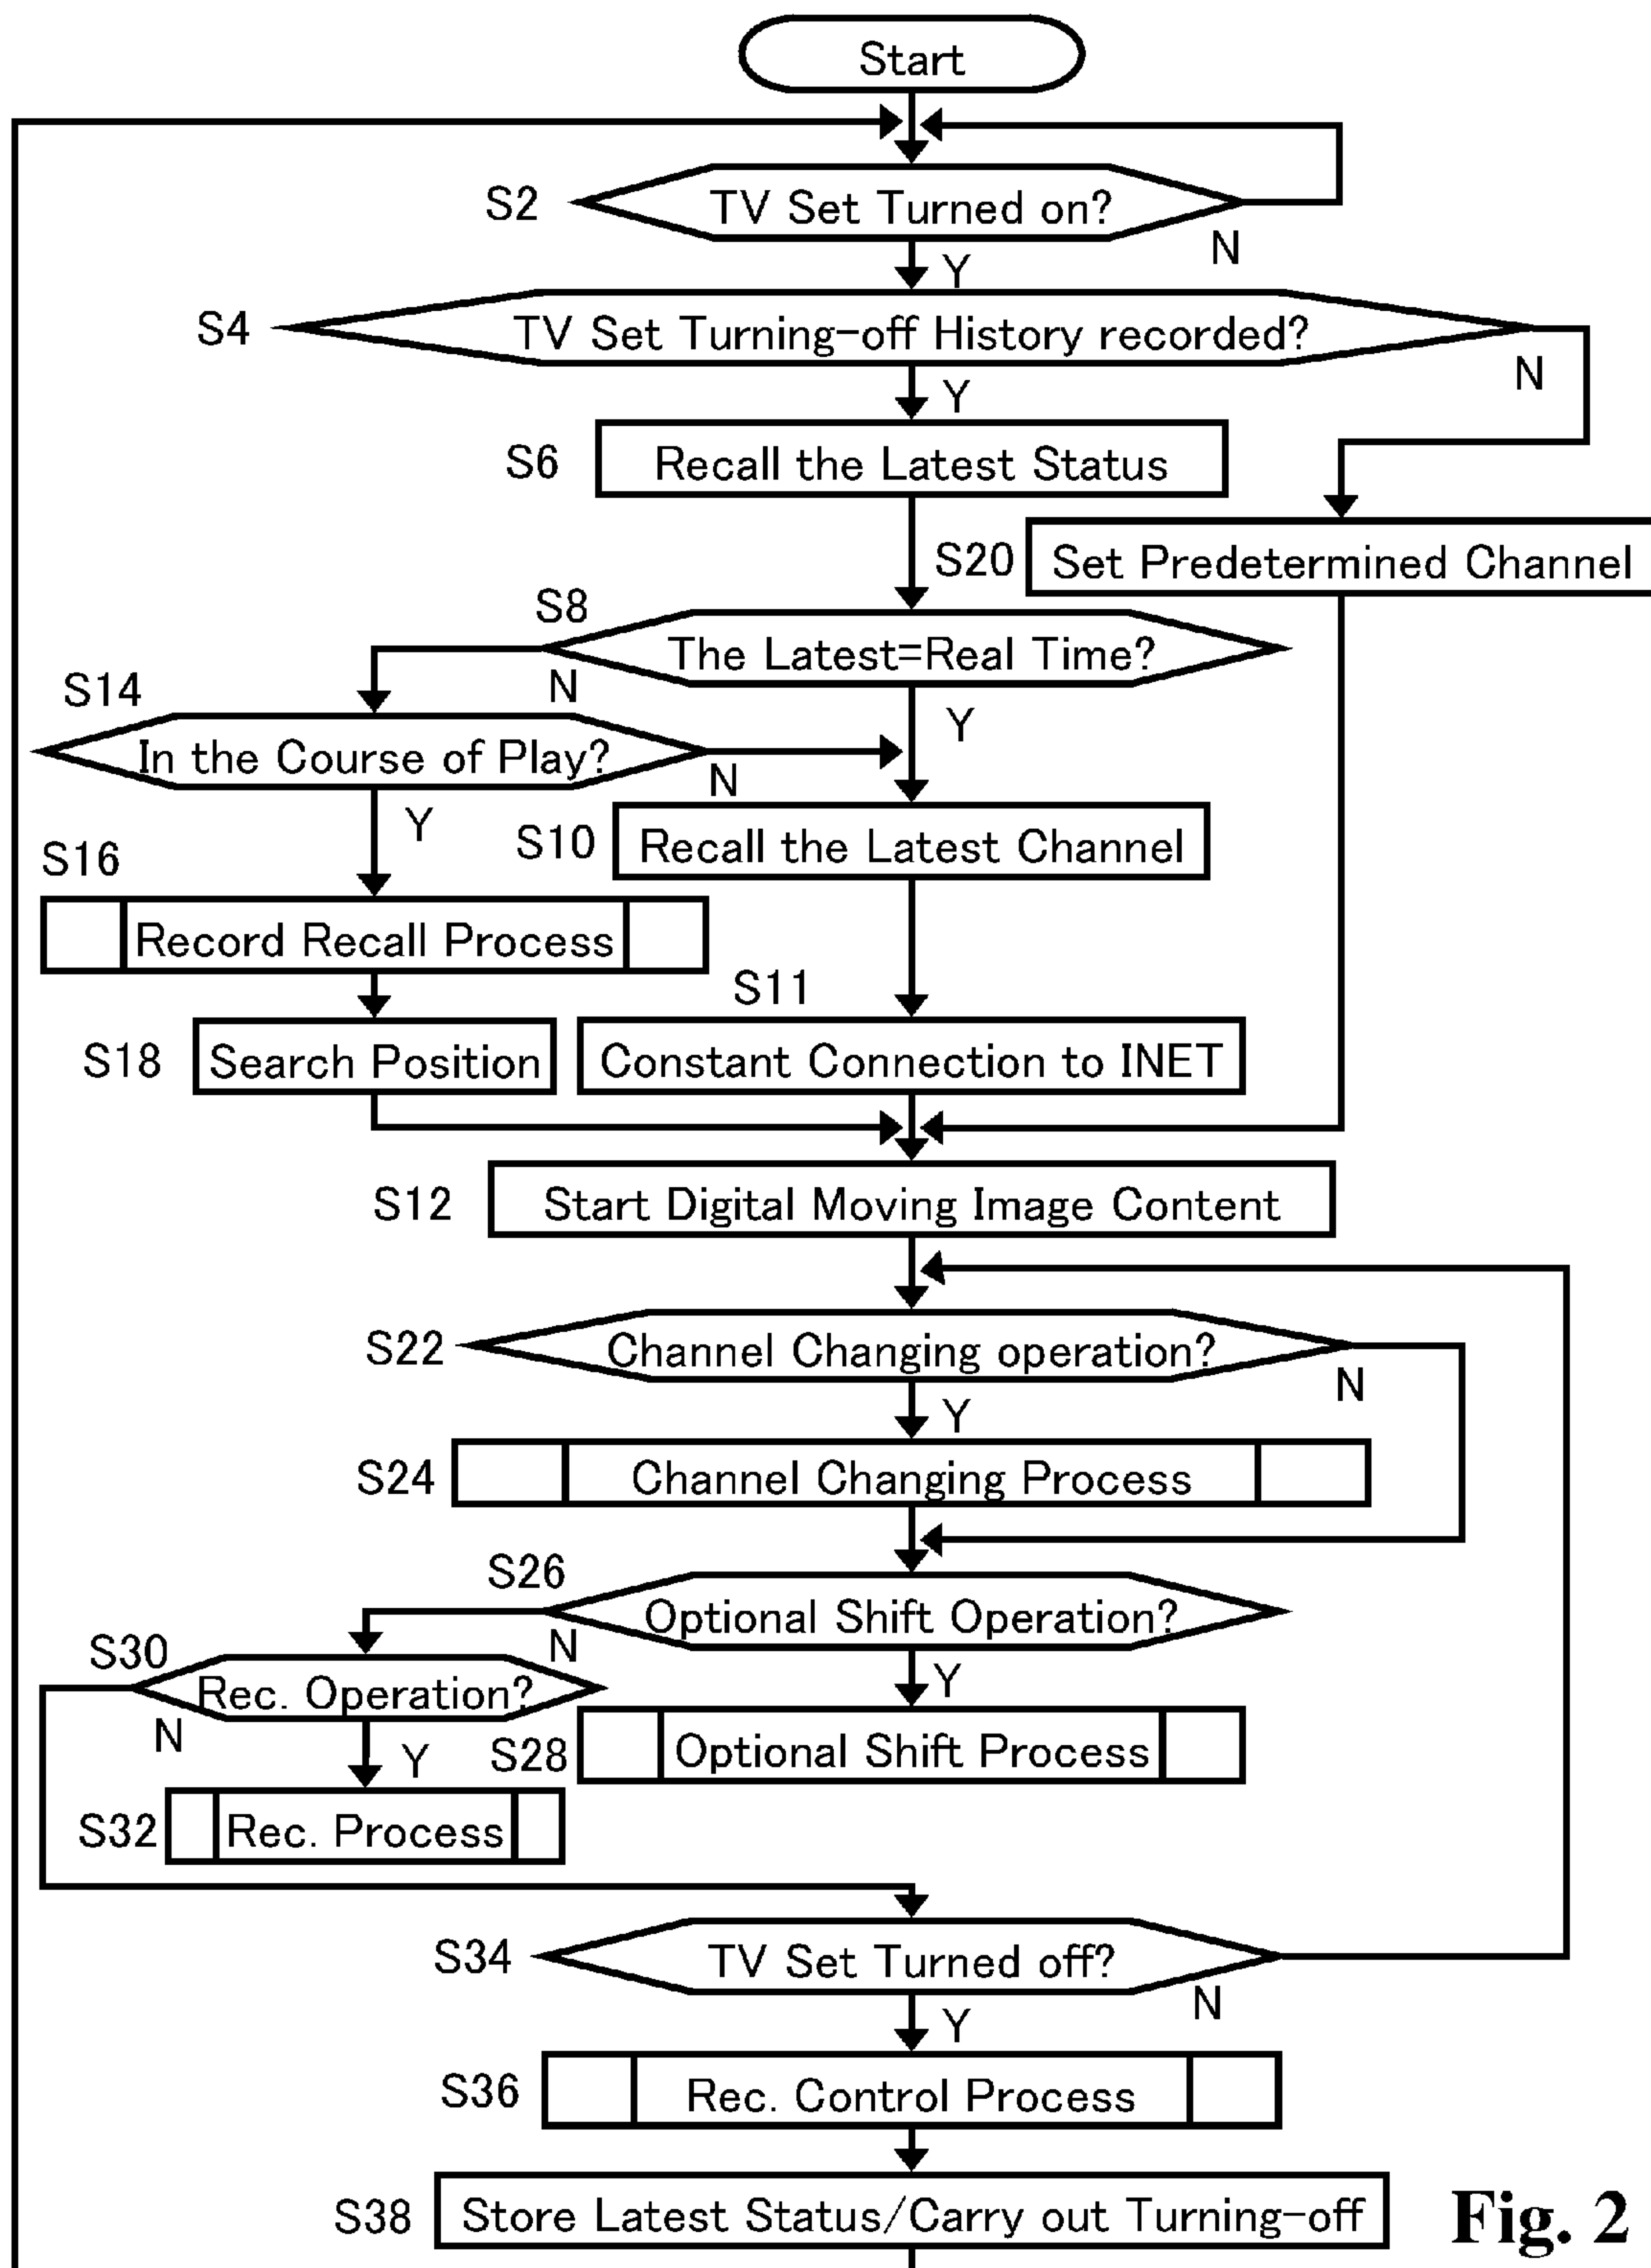 Start
S2
TV Set Turned on?
N
Y
S4
TV Set Turning-off History recorded?
N
Y
S6
Recall the Latest Status
S20
Set Predetermined Channel
S8
The Latest=Real Time?
N
Y
S14
In the Course of Play?
N
Y
S10
Recall the Latest Channel
S16
Record Recall Process
S11
S18
Search Position
Constant Connection to INET
S12
Start Digital Moving Image Content
S22
Channel Changing operation?
N
Y
S24
Channel Changing Process
S26
Optional Shift Operation?
N
Y
S30
Rec. Operation?
N
Y
S28
Optional Shift Process
S32
Rec. Process
S34
TV Set Turned off?
N
Y
S36
Rec. Control Process
S38
Store Latest Status/Carry out Turning-off
Fig. 2